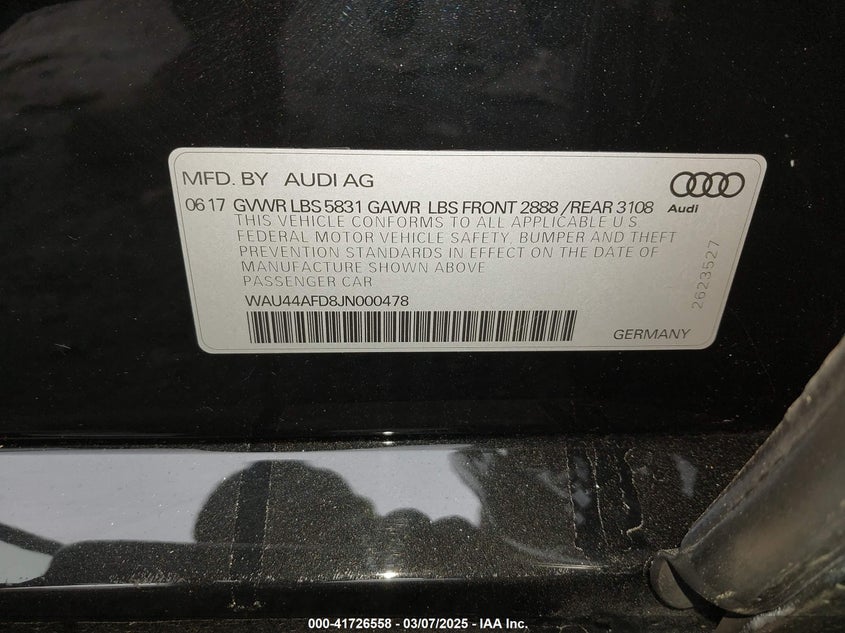 MFD. BY AUDI AG
Audi
06 17 GVWR LBS 5831 GAWR LBS FRONT 2888 /REAR 3108
THIS VEHICLE CONFORMS TO ALL APPLICABLE U S
FEDERAL MOTOR VEHICLE SAFETY, BUMPER AND THEFT
PREVENTION STANDARDS IN EFFECT ON THE DATE OF
MANUFACTURE SHOWN ABOVE
PASSENGER CAR
WAU44AFD8JN000478
GERMANY
2623527
000-41726558 - 03/07/2025 - IAA Inc.